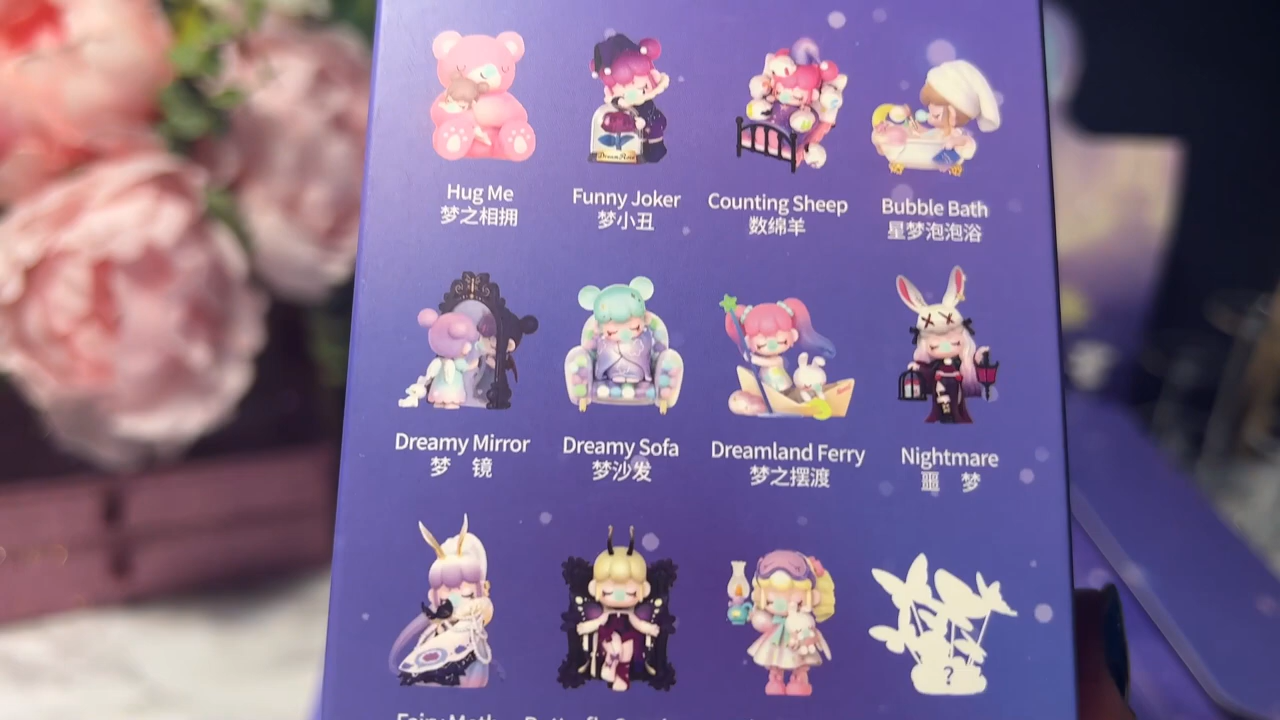 Hug Me
梦之相拥
Funny Joker
梦小丑
Counting Sheep
数绵羊
Bubble Bath
星梦泡泡浴
Dreamy Mirror
梦 镜
Dreamy Sofa
梦沙发
Dreamland Ferry
梦之摆渡
Nightmare
噩 梦
?